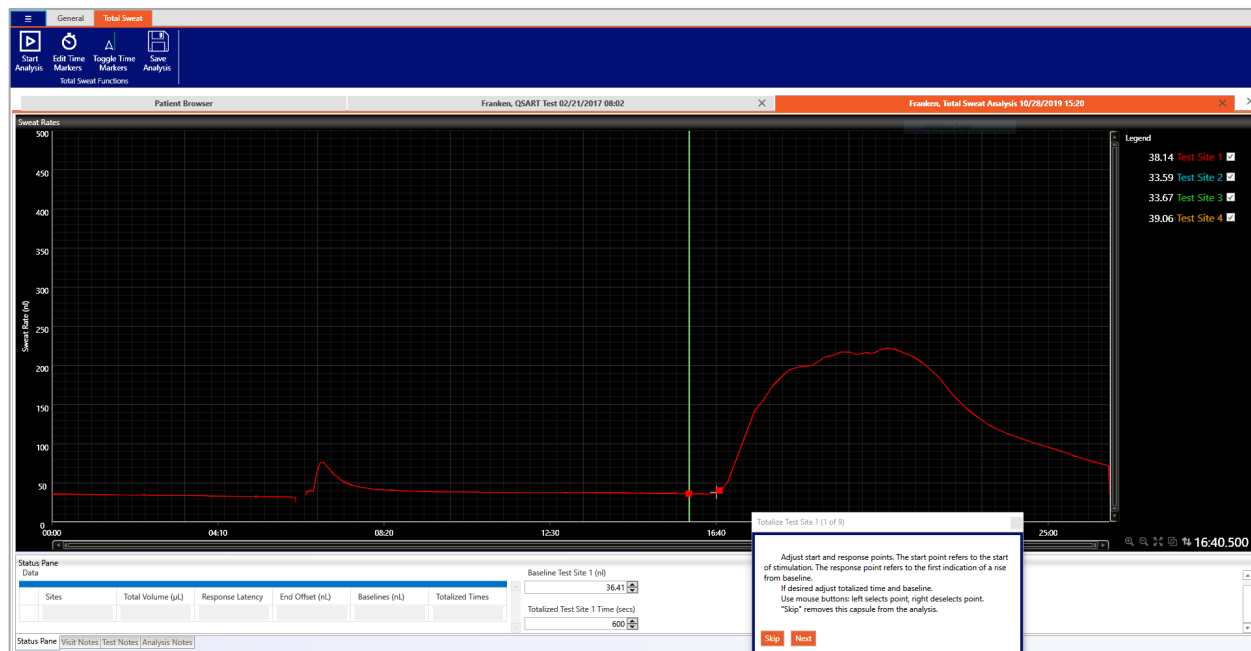 General
Total Sweat
Start Analysis
Edit Time Markers
Toggle Time Markers
Save Analysis
Total Sweat Functions
Patient Browser
Franken, QSART Test 02/21/2017 08:02
Franken, Total Sweat Analysis 10/28/2019 15:20
Sweat Rates
Sweat Rate (nl)
500
450
400
350
300
250
200
150
100
50
0
00:00
04:10
08:20
12:30
16:40
25:00
Legend
38.14 Test Site 1
33.59 Test Site 2
33.67 Test Site 3
39.06 Test Site 4
16:40.500
Status Pane
Data
Sites
Total Volume (µL)
Response Latency
End Offset (nL)
Baselines (nL)
Totalized Times
Baseline Test Site 1 (nl)
36.41
Totalized Test Site 1 Time (secs)
600
Totalize Test Site 1 (1 of 9)
Adjust start and response points. The start point refers to the start
of stimulation. The response point refers to the first indication of a rise
from baseline.
If desired adjust totalized time and baseline.
Use mouse buttons: left selects point, right deselects point.
"Skip" removes this capsule from the analysis.
Skip
Next
Status Pane
Visit Notes
Test Notes
Analysis Notes